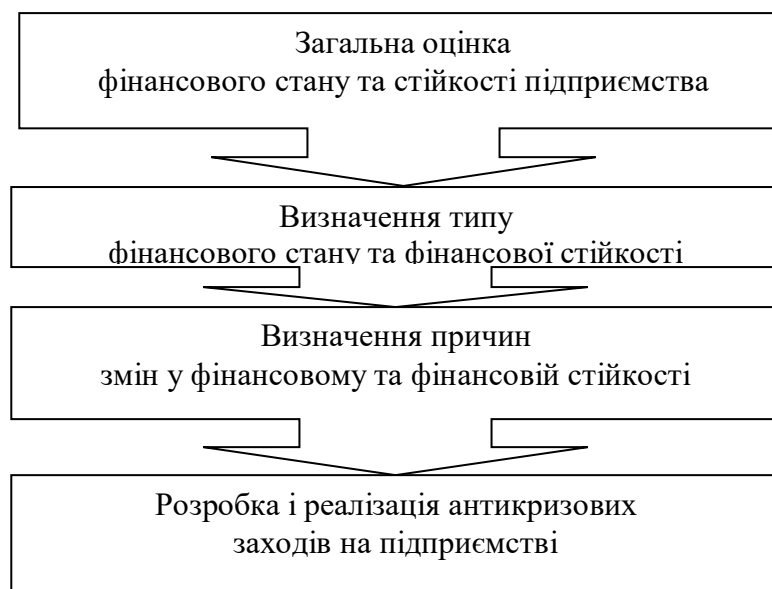 Загальна оцінка
фінансового стану та стійкості підприємства
Визначення типу
фінансового стану та фінансової стійкості
Визначення причин
змін у фінансовому та фінансовій стійкості
Розробка і реалізація антикризових
заходів на підприємстві